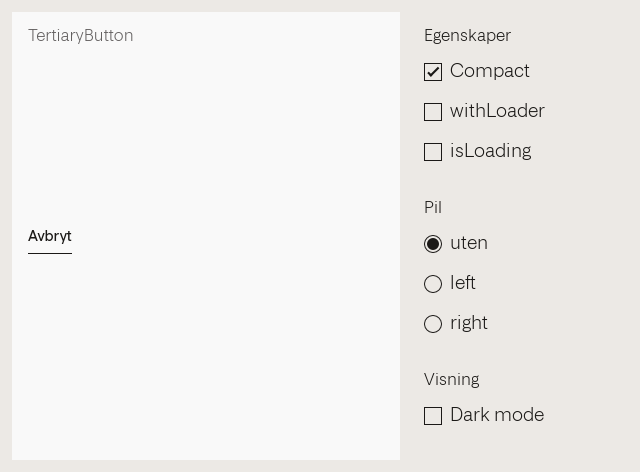 TertiaryButton
Avbryt
Egenskaper
Compact
withLoader
isLoading
Pil
uten
left
right
Visning
Dark mode